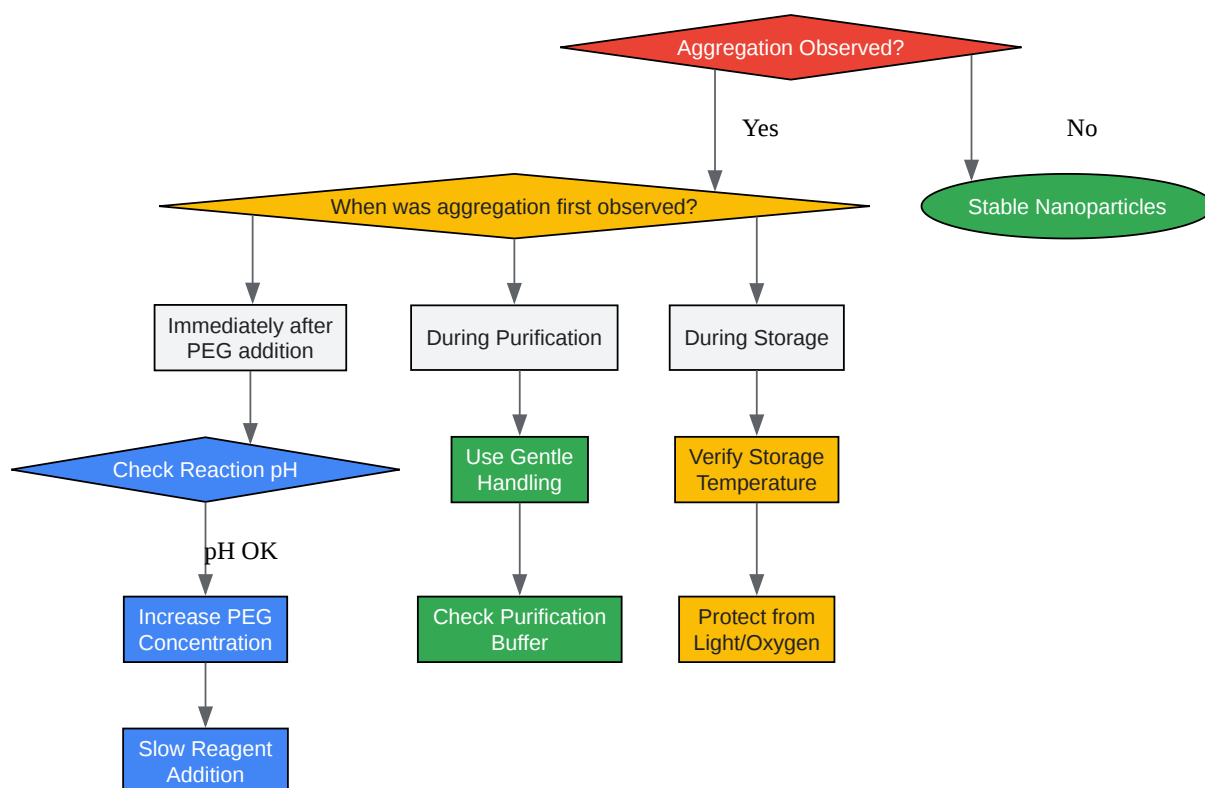 Aggregation Observed?
Yes
No
When was aggregation first observed?
Stable Nanoparticles
Immediately after
PEG addition
During Purification
During Storage
Check Reaction pH
Use Gentle
Handling
Verify Storage
Temperature
pH OK
Increase PEG
Concentration
Check Purification
Buffer
Protect from
Light/Oxygen
Slow Reagent
Addition